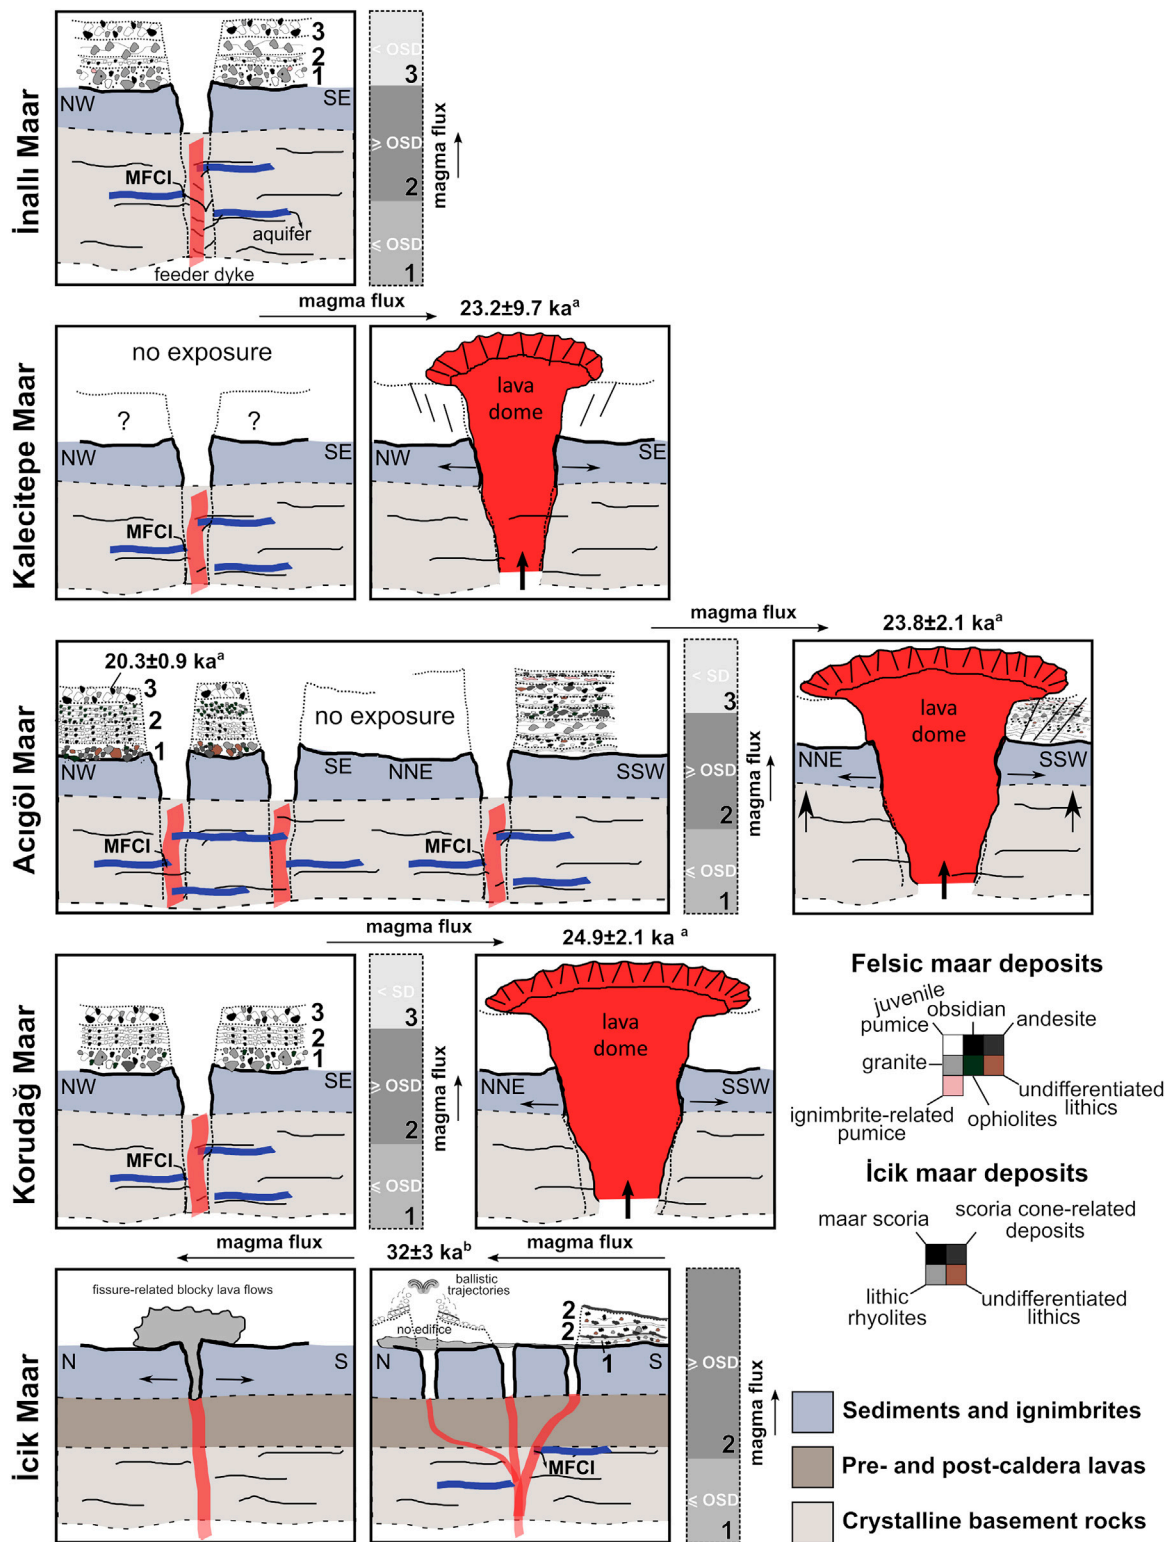 İnallı Maar
3
2
1
NW
SE
MFCI
aquifer
feeder dyke
< OSD
3
⩾ OSD
2
⩽ OSD
1
magma flux
Kalecitepe Maar
magma flux
23.2±9.7 ka^a
no exposure
?
?
NW
SE
MFCI
lava
dome
NW
SE
Acıgöl Maar
magma flux
23.8±2.1 ka^a
20.3±0.9 ka^a
3
2
1
no exposure
NW
SE
NNE
SSW
MFCI
MFCI
< SD
3
⩾ OSD
2
⩽ OSD
1
magma flux
lava
dome
NNE
SSW
Korudağ Maar
magma flux
24.9±2.1 ka ^a
3
2
1
NW
SE
MFCI
< SD
3
⩾ OSD
2
⩽ OSD
1
magma flux
lava
dome
NNE
SSW
Felsic maar deposits
juvenile
pumice
obsidian
andesite
granite
undifferentiated
lithics
ignimbrite-related
pumice
ophiolites
İcik maar deposits
maar scoria
scoria cone-related
deposits
lithic
rhyolites
undifferentiated
lithics
İcik Maar
magma flux
32±3 ka^b
magma flux
fissure-related blocky lava flows
N
S
ballistic
trajectories
no edifice
2
2
1
N
S
MFCI
⩾ OSD
2
⩽ OSD
1
magma flux
Sediments and ignimbrites
Pre- and post-caldera lavas
Crystalline basement rocks